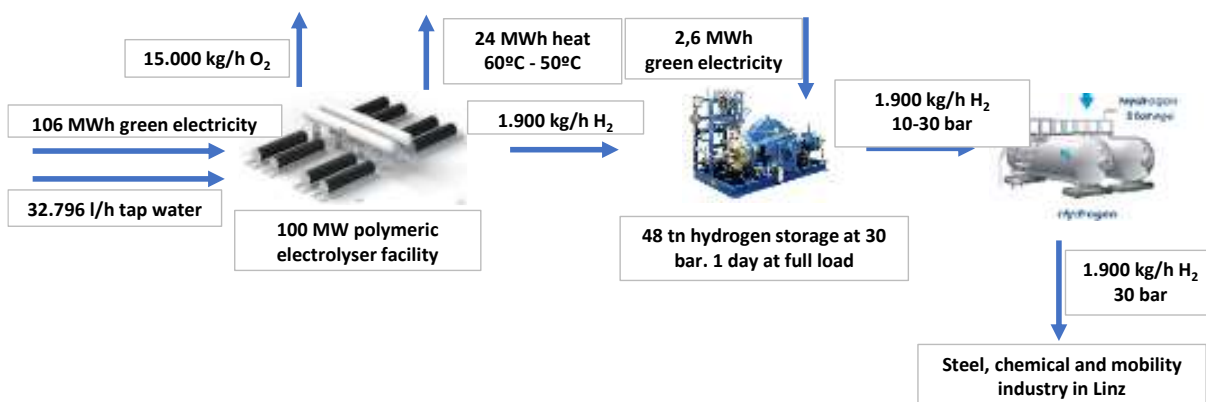 15.000 kg/h O₂
24 MWh heat
60ºC - 50ºC
2,6 MWh
green electricity
106 MWh green electricity
1.900 kg/h H₂
1.900 kg/h H₂
10-30 bar
Hydrogen
Storage
32.796 l/h tap water
100 MW polymeric
electrolyser facility
48 tn hydrogen storage at 30
bar. 1 day at full load
Hydrogen
1.900 kg/h H₂
30 bar
Steel, chemical and mobility
industry in Linz